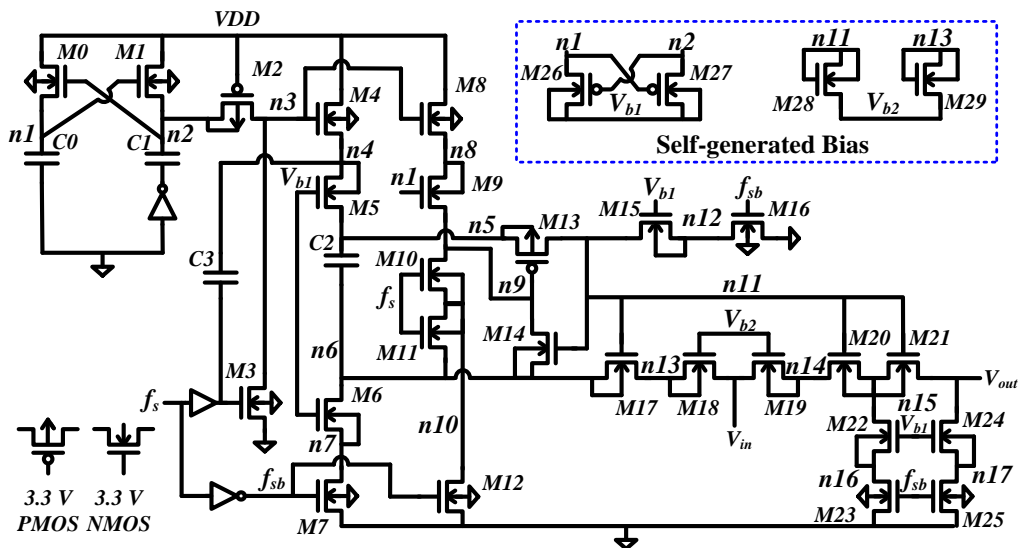 VDD
n1
n2
n11
n13
M0
M1
M2
M26
M27
V_b1
M28
V_b2
M29
Self-generated Bias
n3
M4
M8
n1
C0
C1
n2
n4
n8
V_b1
n1
M9
M5
V_b1
f_sb
M15
n12
M16
n5
M13
C2
M10
C3
n9
n11
f_s
M14
V_b2
M20
M21
n6
M11
n13
n14
V_out
M3
M6
M17
M18
M19
n15
f_s
n10
V_in
M22
V_b1
M24
n7
n16
n17
f_sb
M12
f_sb
3.3 V
PMOS
3.3 V
NMOS
M7
M23
M25